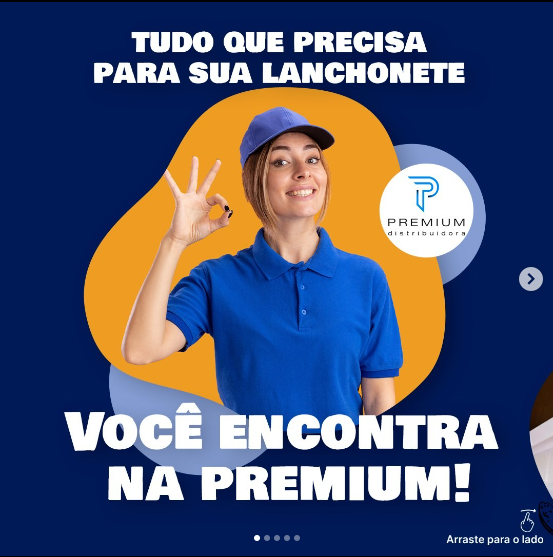 TUDO QUE PRECISA
PARA SUA LANCHONETE
PREMIUM
distribuidora
VOCÊ ENCONTRA
NA PREMIUM!
Arraste para o lado